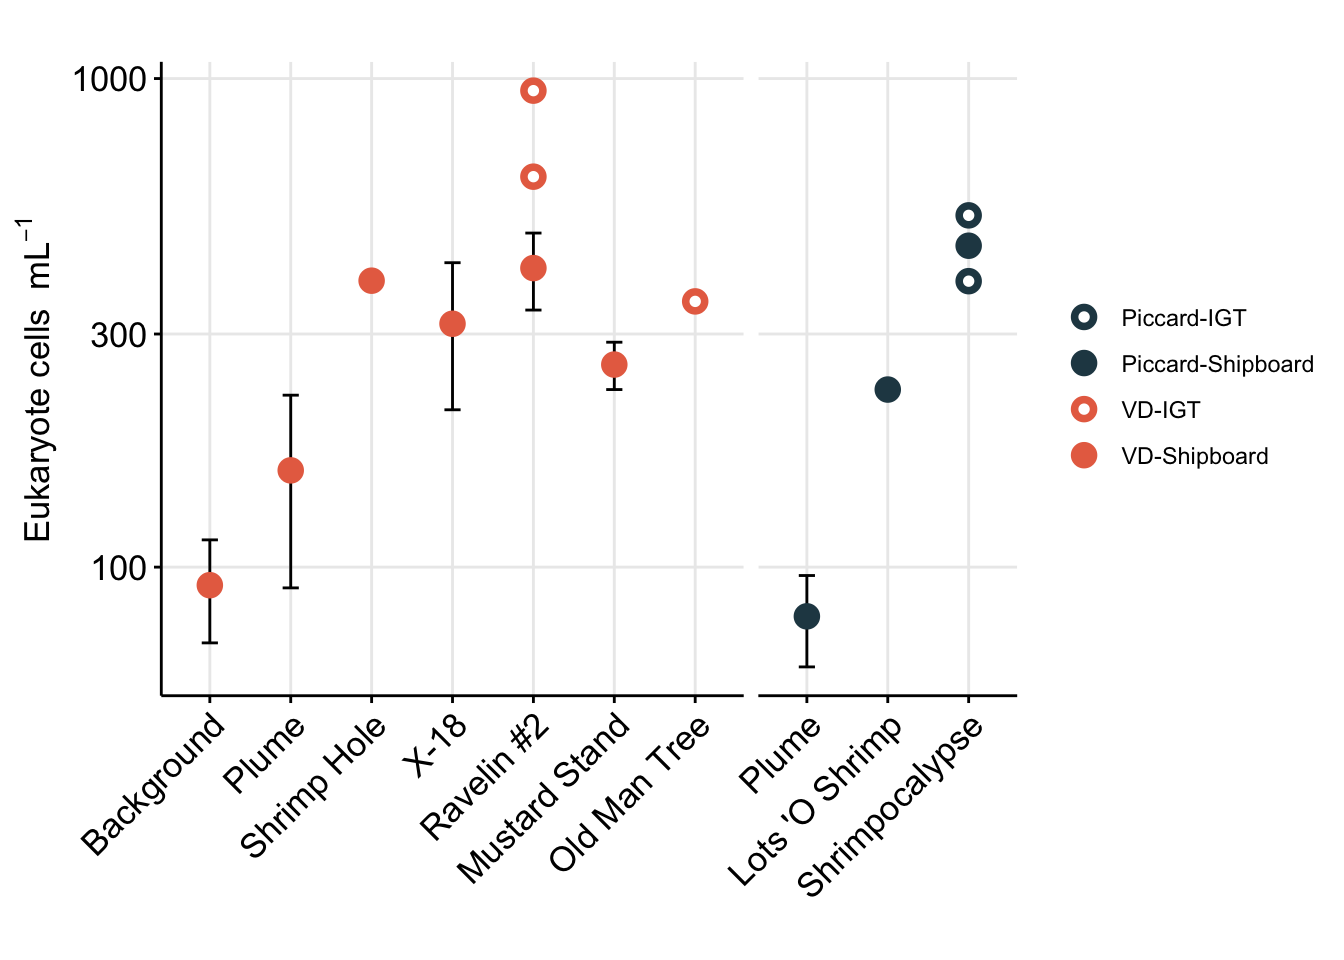 Eukaryote cells mL⁻¹
1000
300
100
Background
Plume
Shrimp Hole
X-18
Ravelin #2
Mustard Stand
Old Man Tree
Plume
Lots 'O Shrimp
Shrimpocalypse
Piccard-IGT
Piccard-Shipboard
VD-IGT
VD-Shipboard